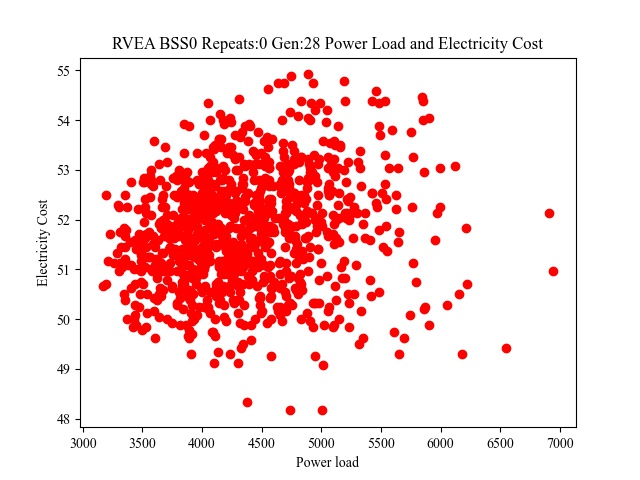 RVEA BSS0 Repeats:0 Gen:28 Power Load and Electricity Cost
55
54
53
52
51
50
49
48
Electricity Cost
3000 3500 4000 4500 5000 5500 6000 6500 7000
Power load